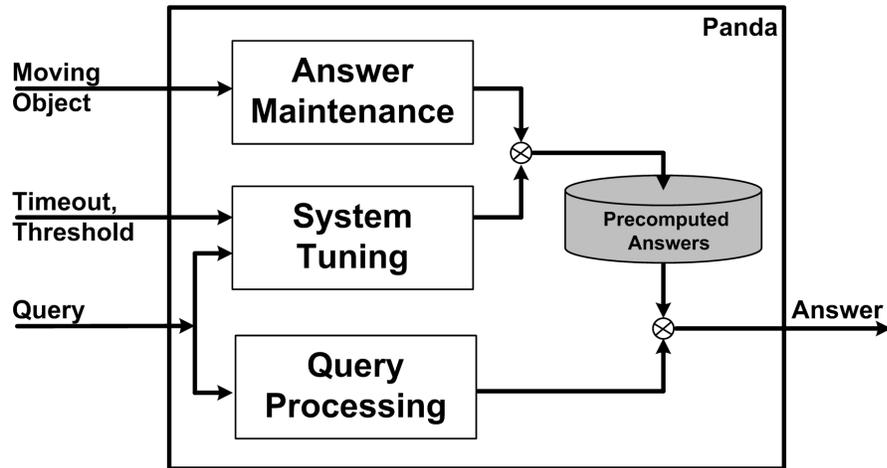 Panda
Moving
Object
Answer
Maintenance
Timeout,
Threshold
System
Tuning
Precomputed
Answers
Query
Answer
Query
Processing